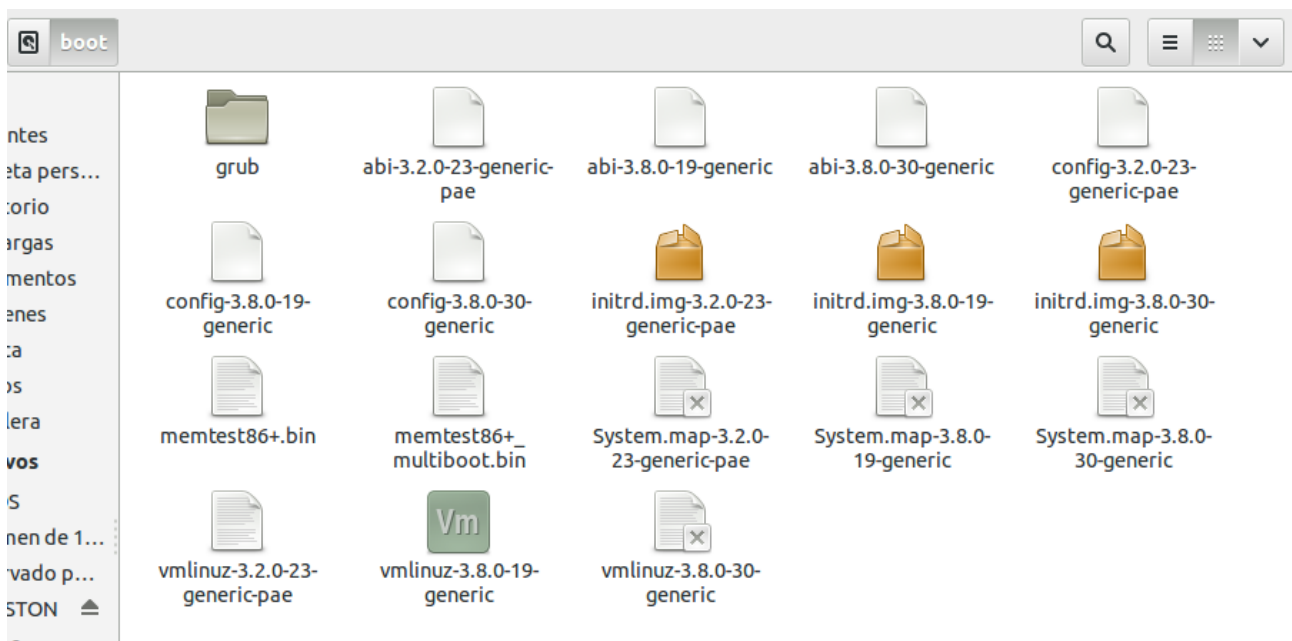 boot
ntes
eta pers...
torio
argas
mentos
enes
ta
os
lera
vos
OS
men de 1...
rvado p...
STON
grub
abi-3.2.0-23-generic-
pae
abi-3.8.0-19-generic
abi-3.8.0-30-generic
config-3.2.0-23-
generic-pae
config-3.8.0-19-
generic
config-3.8.0-30-
generic
initrd.img-3.2.0-23-
generic-pae
initrd.img-3.8.0-19-
generic
initrd.img-3.8.0-30-
generic
memtest86+.bin
memtest86+_
multiboot.bin
System.map-3.2.0-
23-generic-pae
System.map-3.8.0-
19-generic
System.map-3.8.0-
30-generic
vmlinuz-3.2.0-23-
generic-pae
Vm
vmlinuz-3.8.0-19-
generic
vmlinuz-3.8.0-30-
generic